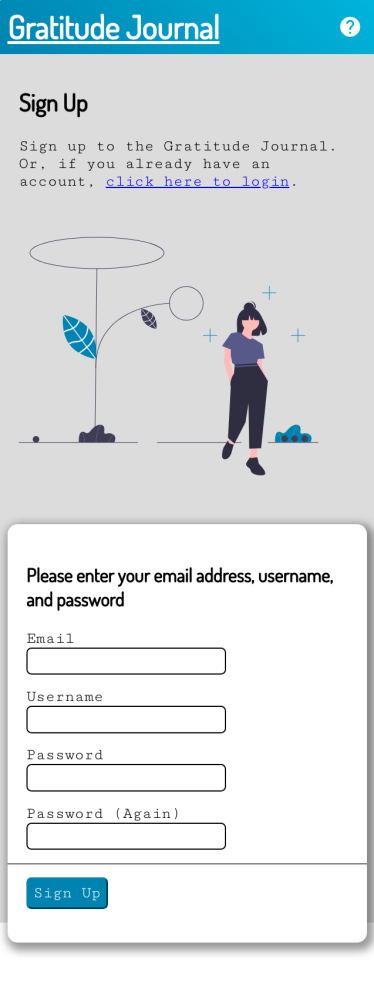 Gratitude Journal
?
Sign Up
Sign up to the Gratitude Journal.
Or, if you already have an
account, click here to login.
Please enter your email address, username,
and password
Email
Username
Password
Password (Again)
Sign Up